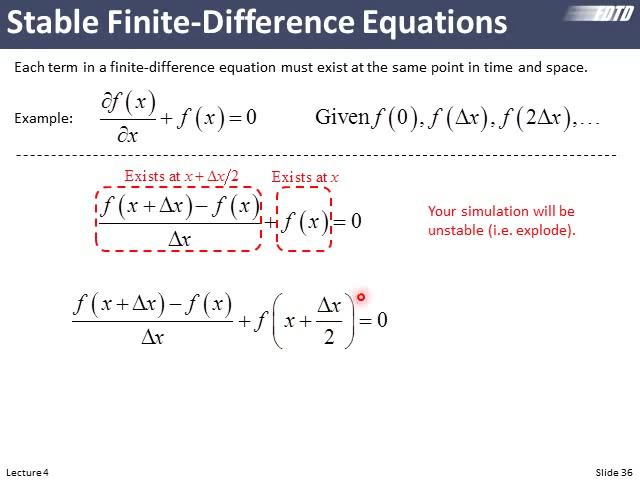 Stable Finite-Difference Equations
FDTD
Each term in a finite-difference equation must exist at the same point in time and space.
Example: ∂f(x)/∂x + f(x) = 0 Given f(0), f(Δx), f(2Δx),…
Exists at x + Δx/2 Exists at x
(f(x + Δx) − f(x))/Δx + f(x) = 0
Your simulation will be
unstable (i.e. explode).
(f(x + Δx) − f(x))/Δx + f(x + Δx/2) = 0
Lecture 4
Slide 36